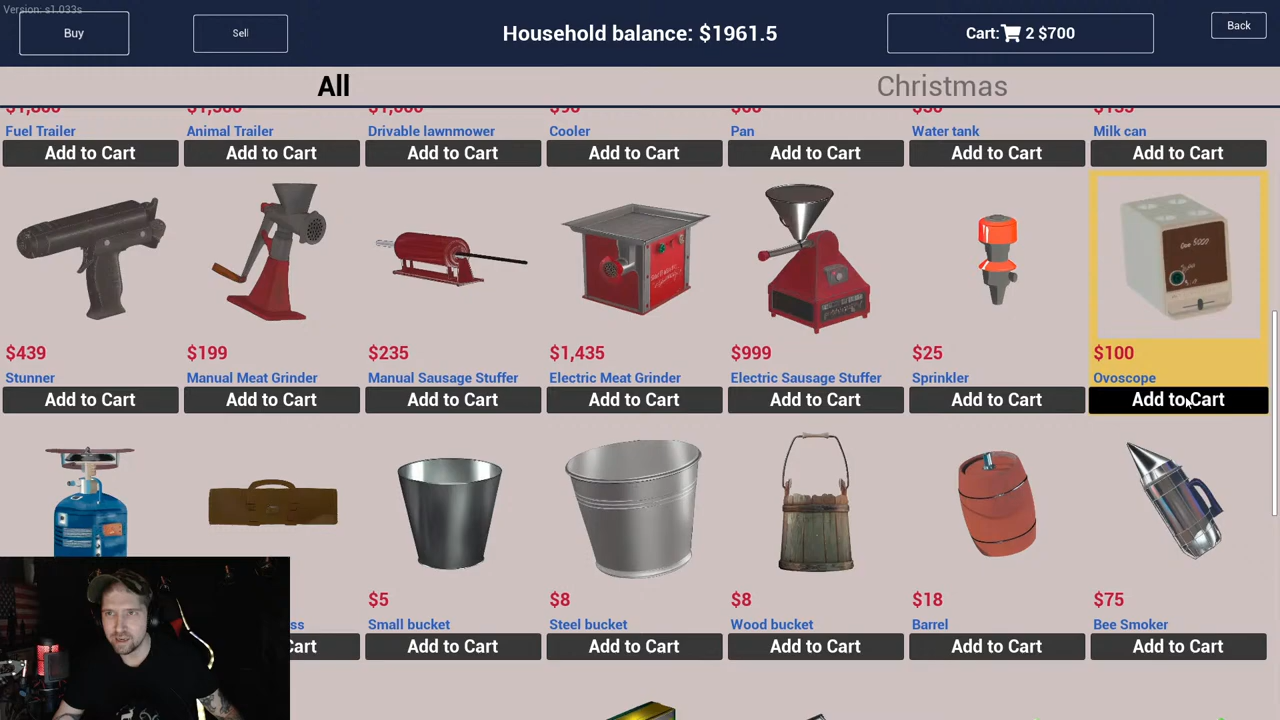 Version: s1.033s
Buy
Sell
Household balance: $1961.5
Cart: 2 $700
Back
All
Christmas
Fuel Trailer
Animal Trailer
Drivable lawnmower
Cooler
Pan
Water tank
Milk can
Add to Cart
Add to Cart
Add to Cart
Add to Cart
Add to Cart
Add to Cart
Add to Cart
$439
$199
$235
$1,435
$999
$25
$100
Stunner
Manual Meat Grinder
Manual Sausage Stuffer
Electric Meat Grinder
Electric Sausage Stuffer
Sprinkler
Ovoscope
Add to Cart
Add to Cart
Add to Cart
Add to Cart
Add to Cart
Add to Cart
Add to Cart
$5
$8
$8
$18
$75
ss
Small bucket
Steel bucket
Wood bucket
Barrel
Bee Smoker
Cart
Add to Cart
Add to Cart
Add to Cart
Add to Cart
Add to Cart